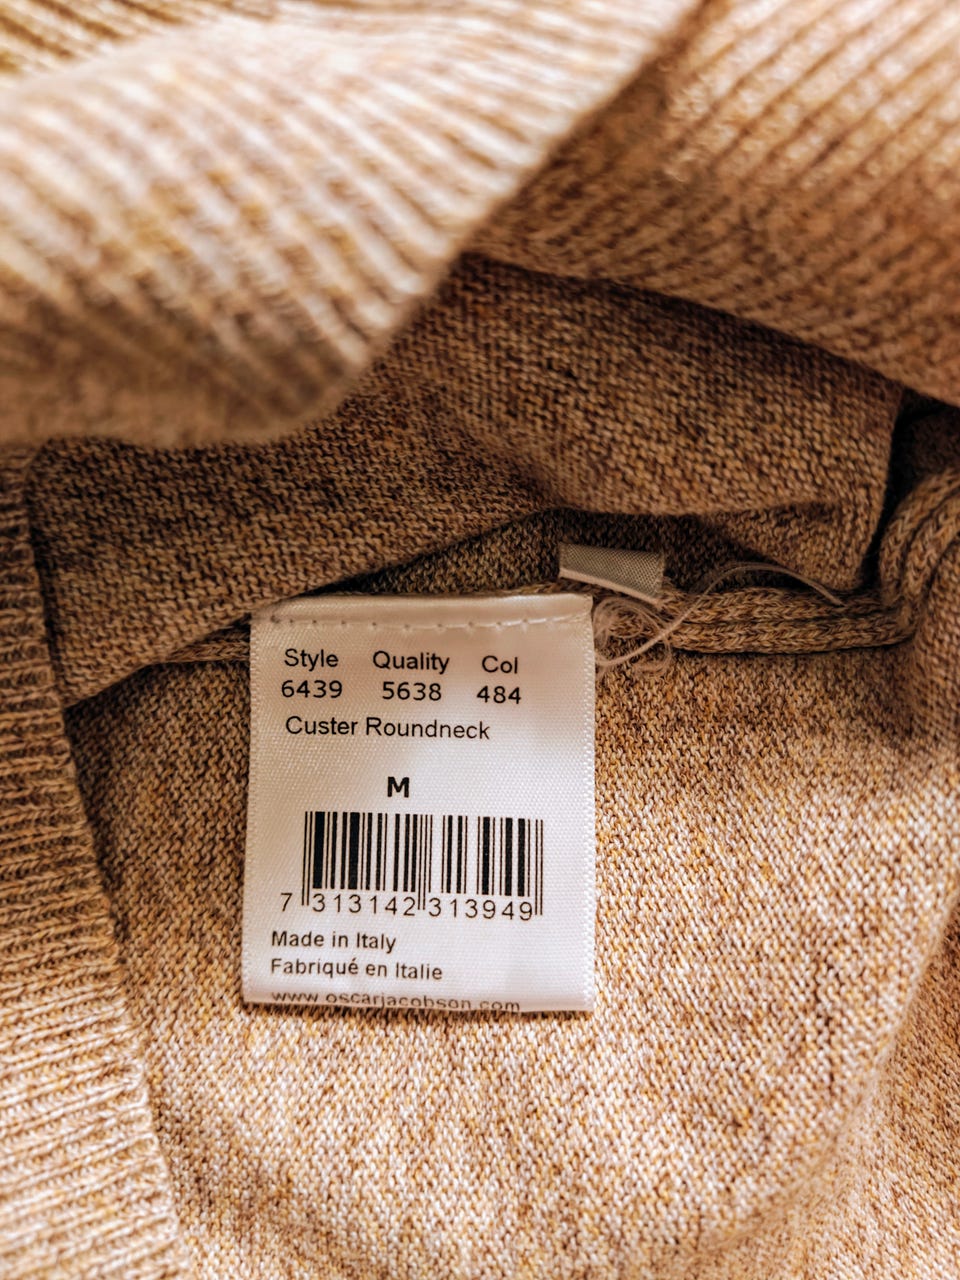 Style Quality Col
6439 5638 484
Custer Roundneck
M
7 313142 313949
Made in Italy
Fabriqué en Italie
www.oscarjacobson.com